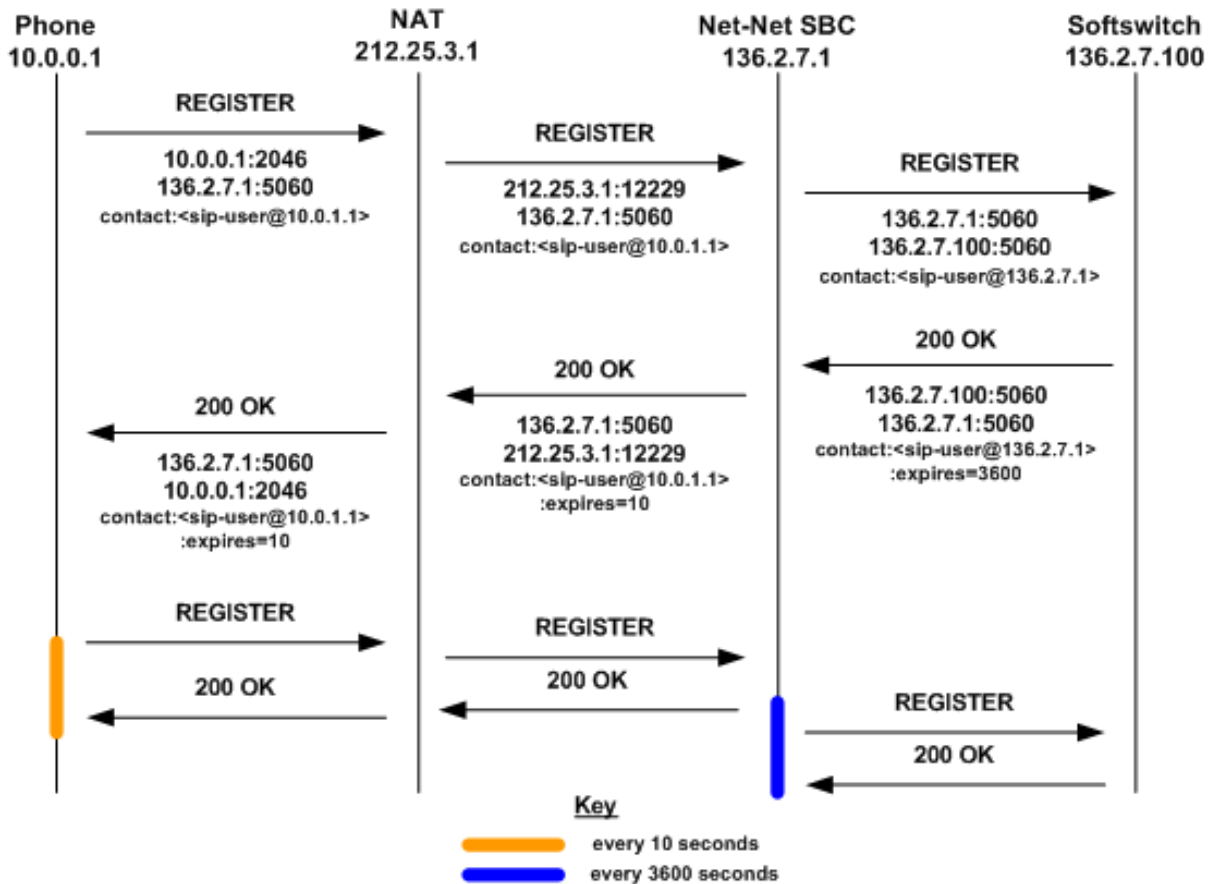 Phone
10.0.0.1
NAT
212.25.3.1
Net-Net SBC
136.2.7.1
Softswitch
136.2.7.100
REGISTER
10.0.0.1:2046
136.2.7.1:5060
contact:<sip-user@10.0.1.1>
REGISTER
212.25.3.1:12229
136.2.7.1:5060
contact:<sip-user@10.0.1.1>
REGISTER
136.2.7.1:5060
136.2.7.100:5060
contact:<sip-user@136.2.7.1>
200 OK
136.2.7.100:5060
136.2.7.1:5060
contact:<sip-user@136.2.7.1>
:expires=3600
200 OK
136.2.7.1:5060
212.25.3.1:12229
contact:<sip-user@10.0.1.1>
:expires=10
200 OK
136.2.7.1:5060
10.0.0.1:2046
contact:<sip-user@10.0.1.1>
:expires=10
REGISTER
REGISTER
200 OK
200 OK
REGISTER
200 OK
Key
every 10 seconds
every 3600 seconds